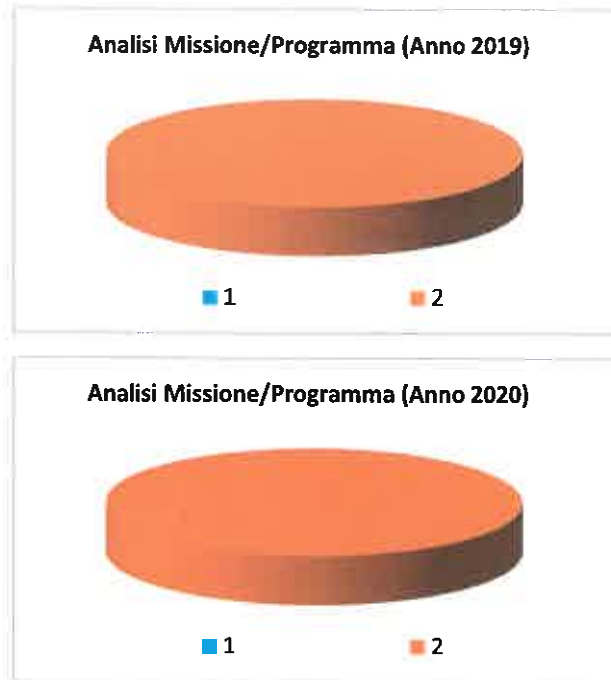 Analisi Missione/Programma (Anno 2019)
1 2
Analisi Missione/Programma (Anno 2020)
1 2